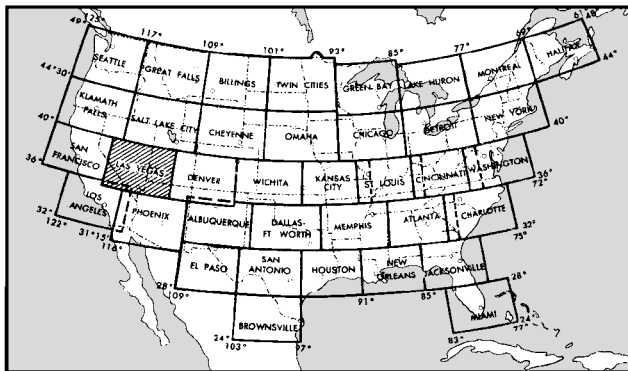 49° 125°
117°
109°
101°
93°
85°
77°
69°
61° 48°
SEATTLE
GREAT FALLS
BILLINGS
TWIN CITIES
GREEN BAY
LAKE HURON
MONTREAL
HALIFAX
44°
44°30'
KLAMATH FALLS
SALT LAKE CITY
CHEYENNE
OMAHA
CHICAGO
DETROIT
NEW YORK
40°
40°
SAN FRANCISCO
LAS VEGAS
DENVER
WICHITA
KANSAS CITY
ST LOUIS
CINCINNATI
WASHINGTON
36°
72°
36°
LOS ANGELES
PHOENIX
ALBUQUERQUE
DALLAS-
FT WORTH
MEMPHIS
ATLANTA
CHARLOTTE
32°
75°
32°
122°
31°15'
116°
EL PASO
SAN ANTONIO
HOUSTON
NEW ORLEANS
JACKSONVILLE
28°
28°
109°
91°
85°
BROWNSVILLE
MIAMI
24°
77°
24°
103°
97°
83°